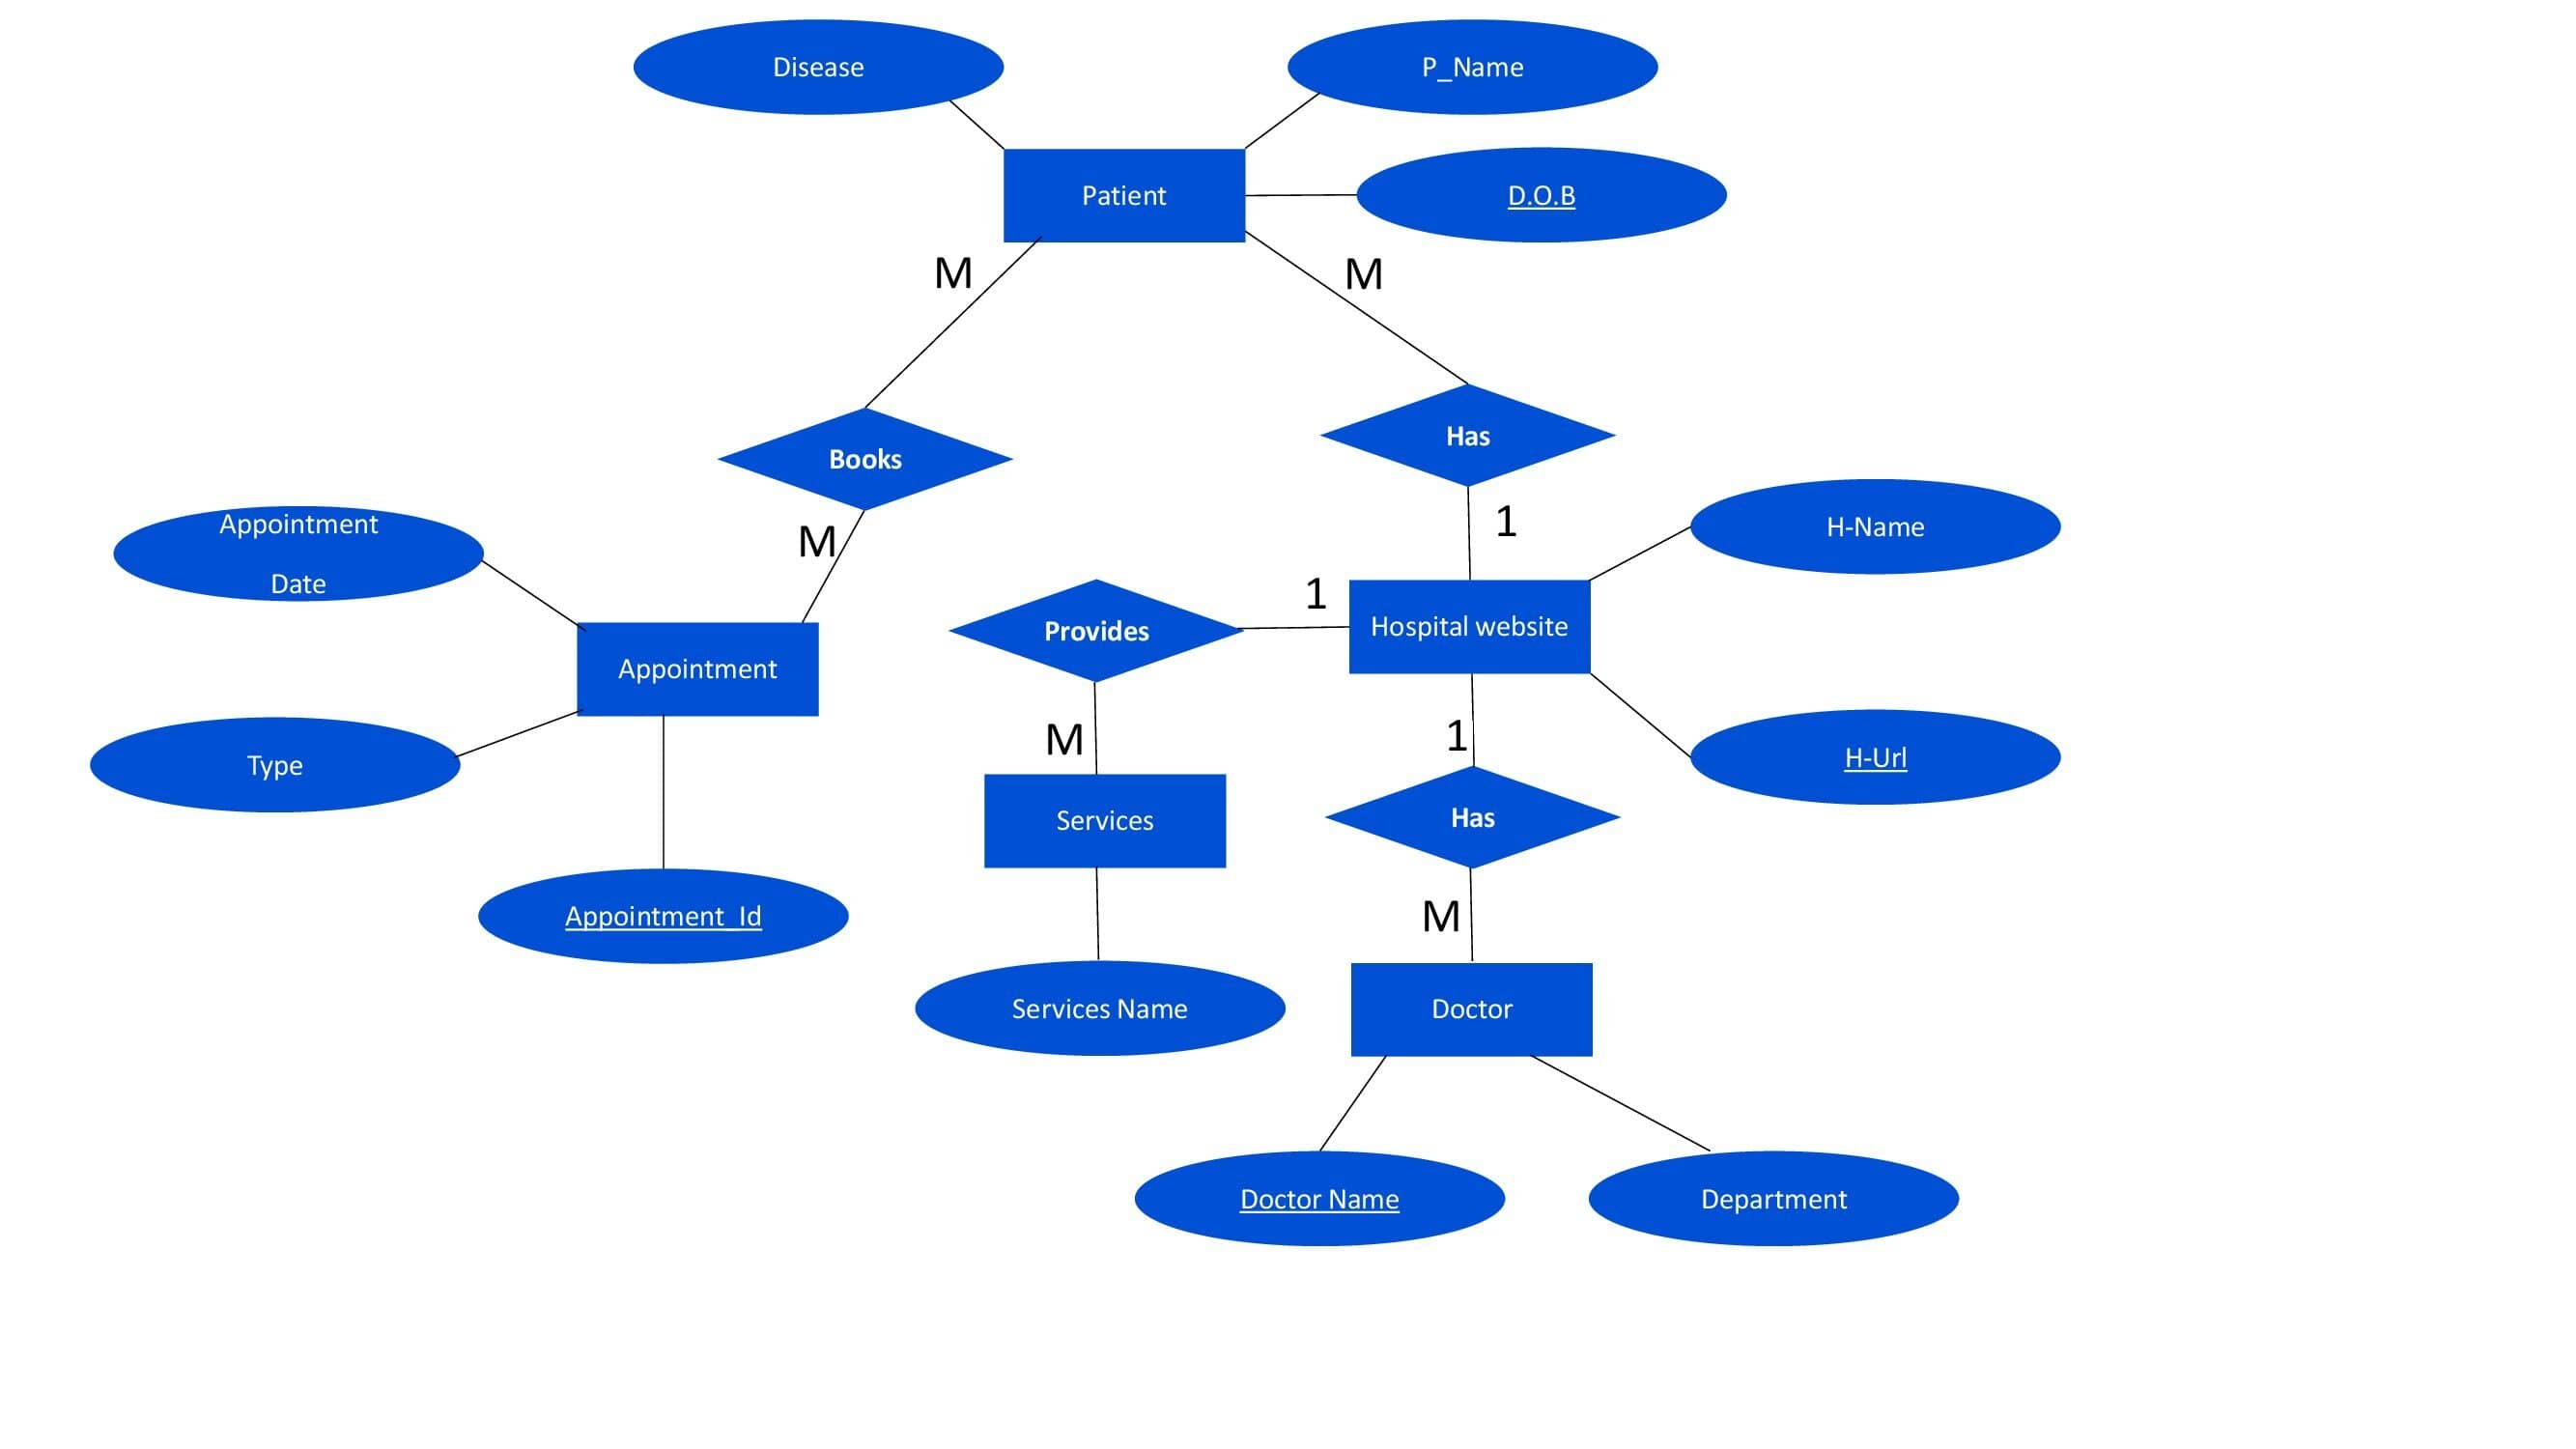 Disease
P_Name
Patient
D.O.B
M
M
Has
Books
Appointment
Date
M
1
H-Name
1
Provides
Hospital website
Appointment
Type
M
1
H-Url
Services
Has
Appointment_Id
M
Services Name
Doctor
Doctor Name
Department